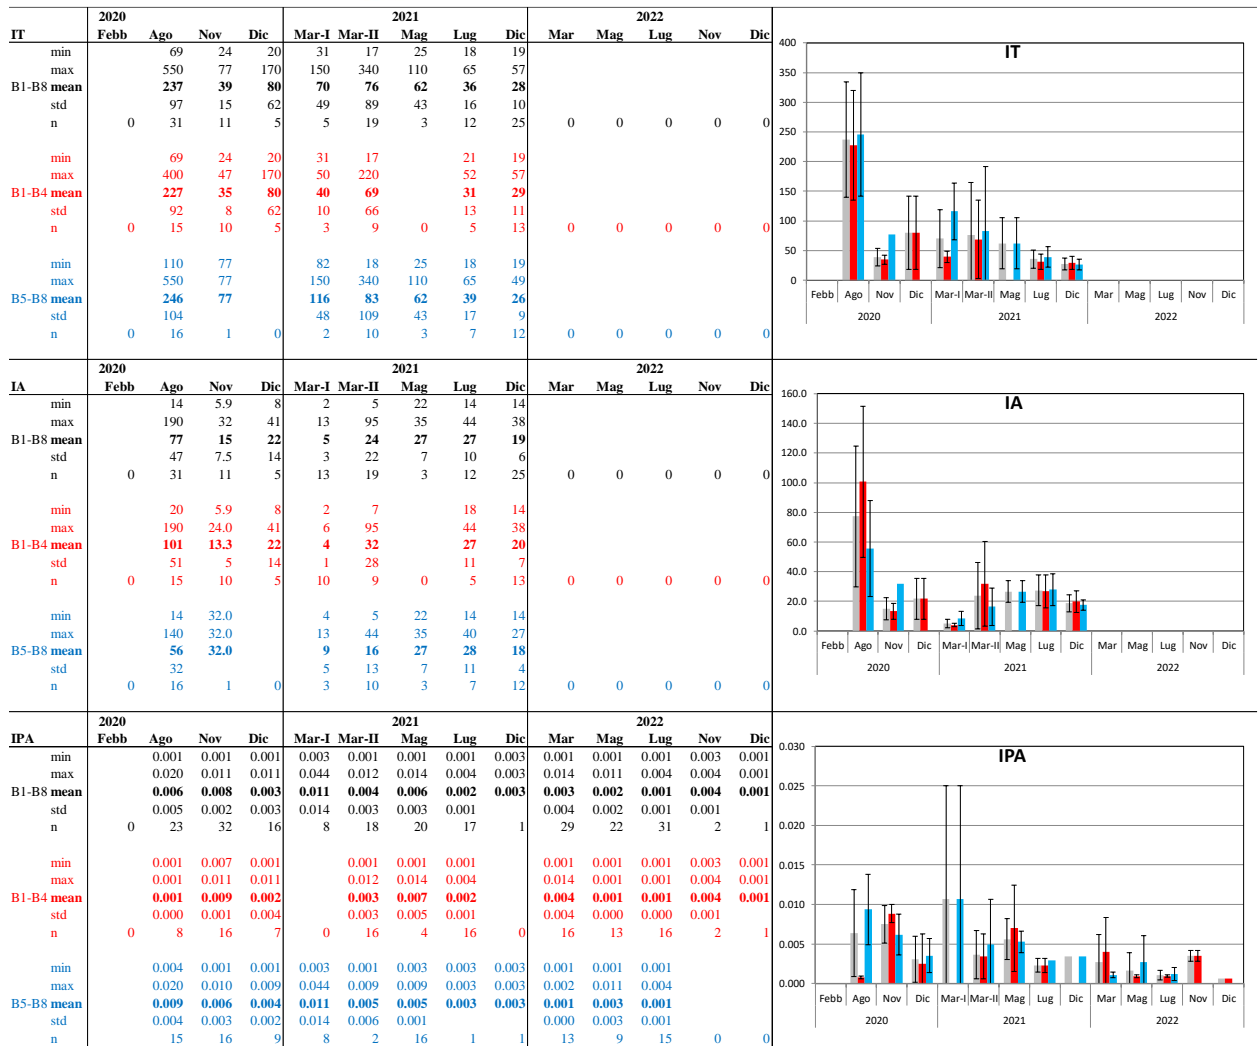 2020 2021 2022
IT Febb Ago Nov Dic Mar-I Mar-II Mag Lug Dic Mar Mag Lug Nov Dic
min 69 24 20 31 17 25 18 19
max 550 77 170 150 340 110 65 57
B1-B8 mean 237 39 80 70 76 62 36 28
std 97 15 62 49 89 43 16 10
n 0 31 11 5 5 19 3 12 25 0 0 0 0 0
min 69 24 20 31 17 21 19
max 400 47 170 50 220 52 57
B1-B4 mean 227 35 80 40 69 31 29
std 92 8 62 10 66 13 11
n 0 15 10 5 3 9 0 5 13 0 0 0 0 0
min 110 77 82 18 25 18 19
max 550 77 150 340 110 65 49
B5-B8 mean 246 77 116 83 62 39 26
std 104 48 109 43 17 9
n 0 16 1 0 2 10 3 7 12 0 0 0 0 0
IT
400
350
300
250
200
150
100
50
0
Febb Ago Nov Dic Mar-I Mar-II Mag Lug Dic Mar Mag Lug Nov Dic
2020 2021 2022
2020 2021 2022
IA Febb Ago Nov Dic Mar-I Mar-II Mag Lug Dic Mar Mag Lug Nov Dic
min 14 5.9 8 2 5 22 14 14
max 190 32 41 13 95 35 44 38
B1-B8 mean 77 15 22 5 24 27 27 19
std 47 7.5 14 3 22 7 10 6
n 0 31 11 5 13 19 3 12 25 0 0 0 0 0
min 20 5.9 8 2 7 18 14
max 190 24.0 41 6 95 44 38
B1-B4 mean 101 13.3 22 4 32 27 20
std 51 5 14 1 28 11 7
n 0 15 10 5 10 9 0 5 13 0 0 0 0 0
min 14 32.0 4 5 22 14 14
max 140 32.0 13 44 35 40 27
B5-B8 mean 56 32.0 9 16 27 28 18
std 32 5 13 7 11 4
n 0 16 1 0 3 10 3 7 12 0 0 0 0 0
IA
160.0
140.0
120.0
100.0
80.0
60.0
40.0
20.0
0.0
Febb Ago Nov Dic Mar-I Mar-II Mag Lug Dic Mar Mag Lug Nov Dic
2020 2021 2022
2020 2021 2022
IPA Febb Ago Nov Dic Mar-I Mar-II Mag Lug Dic Mar Mag Lug Nov Dic
min 0.001 0.001 0.001 0.003 0.001 0.001 0.001 0.003 0.001 0.001 0.001 0.003 0.001
max 0.020 0.011 0.011 0.044 0.012 0.014 0.004 0.003 0.014 0.011 0.004 0.004 0.001
B1-B8 mean 0.006 0.008 0.003 0.011 0.004 0.006 0.002 0.003 0.003 0.002 0.001 0.004 0.001
std 0.005 0.002 0.003 0.014 0.003 0.003 0.001 0.004 0.002 0.001 0.001
n 0 23 32 16 8 18 20 17 1 29 22 31 2 1
min 0.001 0.007 0.001 0.001 0.001 0.001 0.001 0.001 0.001 0.003 0.001
max 0.001 0.011 0.011 0.012 0.014 0.004 0.014 0.001 0.001 0.004 0.001
B1-B4 mean 0.001 0.009 0.002 0.003 0.007 0.002 0.004 0.001 0.001 0.004 0.001
std 0.000 0.001 0.004 0.003 0.005 0.001 0.004 0.000 0.000 0.001
n 0 8 16 7 0 16 4 16 0 16 13 16 2 1
min 0.004 0.001 0.001 0.003 0.001 0.003 0.003 0.003 0.001 0.001 0.001
max 0.020 0.010 0.009 0.044 0.009 0.009 0.003 0.003 0.002 0.011 0.004
B5-B8 mean 0.009 0.006 0.004 0.011 0.005 0.005 0.003 0.003 0.001 0.003 0.001
std 0.004 0.003 0.002 0.014 0.006 0.001 0.000 0.003 0.001
n 15 16 9 8 2 16 1 1 13 9 15 0 0
IPA
0.030
0.025
0.020
0.015
0.010
0.005
0.000
Febb Ago Nov Dic Mar-I Mar-II Mag Lug Dic Mar Mag Lug Nov Dic
2020 2021 2022